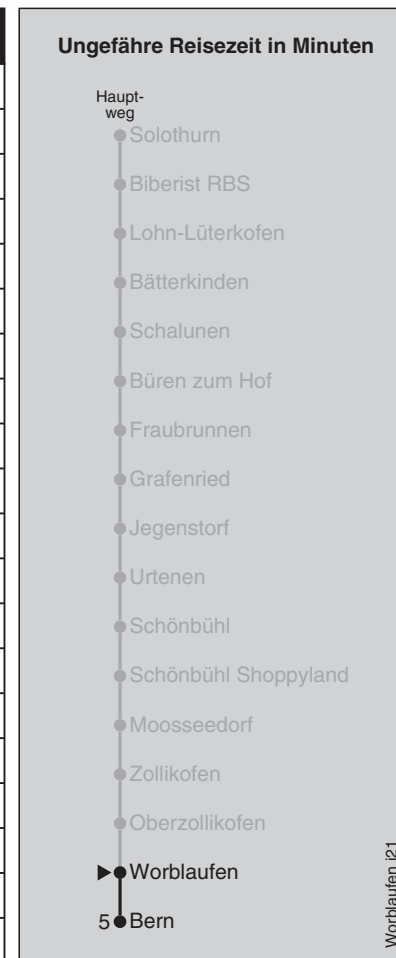 Ungefähre Reisezeit in Minuten
Haupt-
weg
Solothurn
Biberist RBS
Lohn-Lüterkofen
Bätterkinden
Schalunen
Büren zum Hof
Fraubrunnen
Grafenried
Jegenstorf
Urtenen
Schönbühl
Schönbühl Shoppyland
Moosseedorf
Zollikofen
Oberzollikofen
Worblaufen
5 Bern
Worblaufen j21